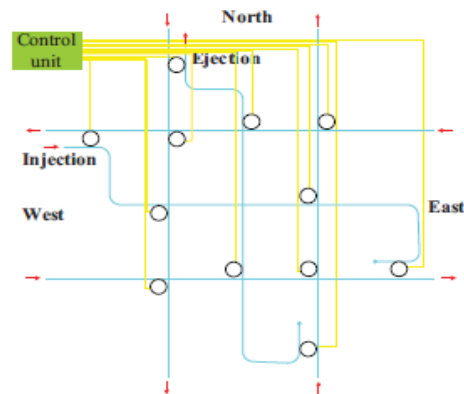 North
Control
unit
Ejection
Injection
West
East